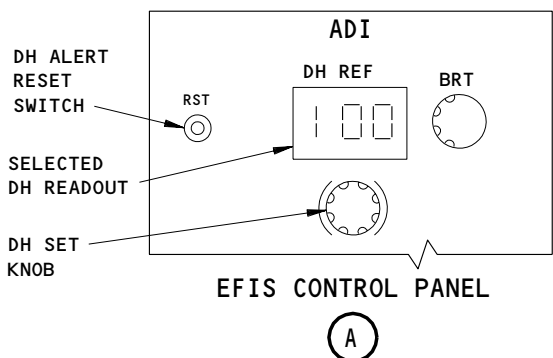 ADI
DH ALERT
RESET
SWITCH
RST
DH REF
BRT
100
SELECTED
DH READOUT
DH SET
KNOB
EFIS CONTROL PANEL
A